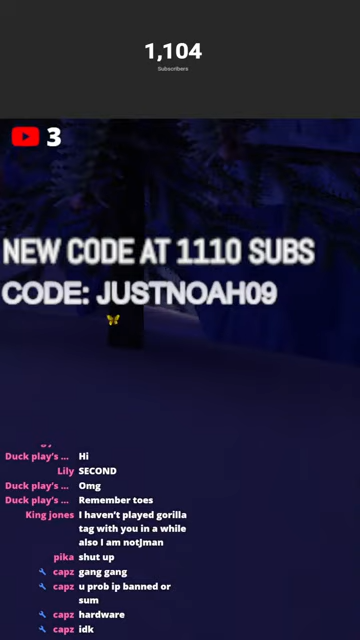 1,104
Subscribers
3
NEW CODE AT 1110 SUBS
CODE: JUSTNOAH09
Duck play's ... Hi
Lily SECOND
Duck play's ... Omg
Duck play's ... Remember toes
King jones I haven't played gorilla
tag with you in a while
also I am notJman
pika shut up
capz gang gang
capz u prob ip banned or
sum
capz hardware
capz idk